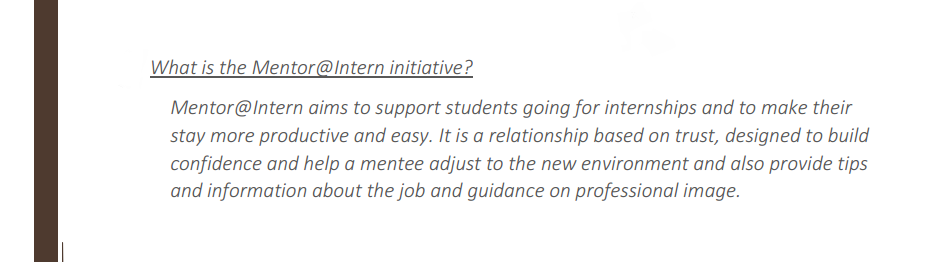 What is the Mentor@Intern initiative?
Mentor@Intern aims to support students going for internships and to make their
stay more productive and easy. It is a relationship based on trust, designed to build
confidence and help a mentee adjust to the new environment and also provide tips
and information about the job and guidance on professional image.